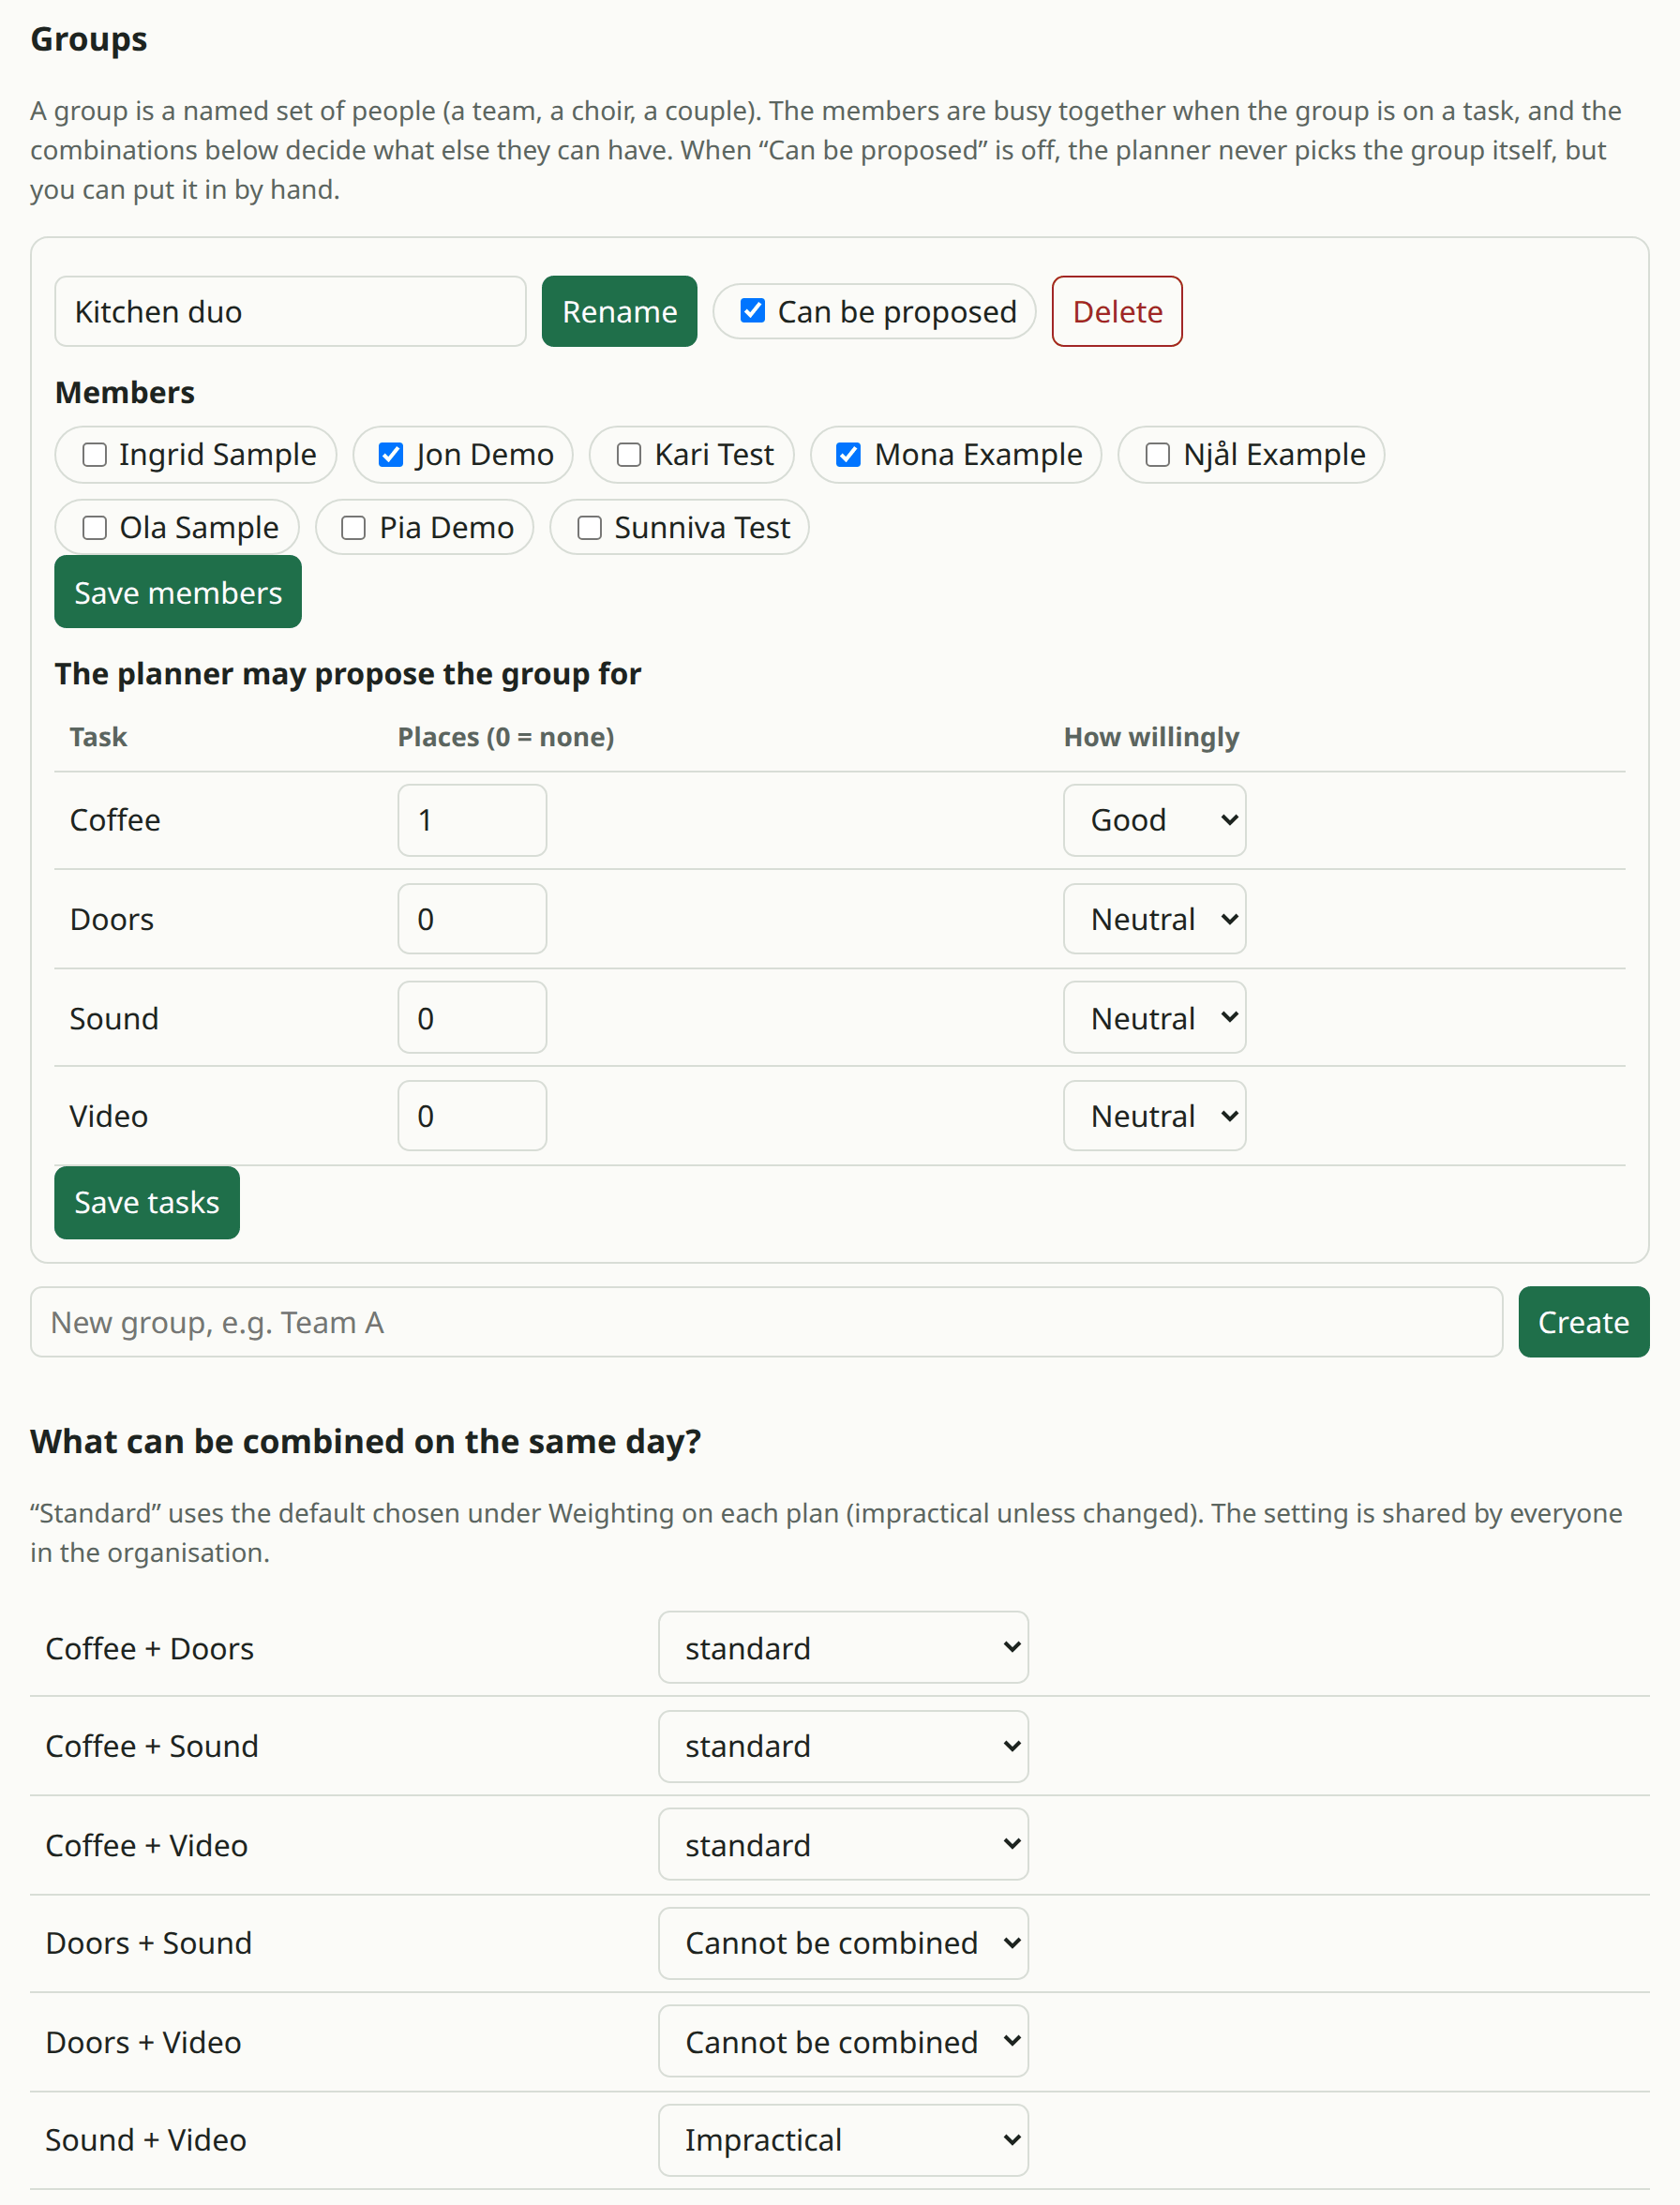 Groups
A group is a named set of people (a team, a choir, a couple). The members are busy together when the group is on a task, and the
combinations below decide what else they can have. When “Can be proposed” is off, the planner never picks the group itself, but
you can put it in by hand.
Kitchen duo Rename Can be proposed Delete
Members
Ingrid Sample Jon Demo Kari Test Mona Example Njål Example
Ola Sample Pia Demo Sunniva Test
Save members
The planner may propose the group for
Task Places (0 = none) How willingly
Coffee 1 Good
Doors 0 Neutral
Sound 0 Neutral
Video 0 Neutral
Save tasks
New group, e.g. Team A Create
What can be combined on the same day?
“Standard” uses the default chosen under Weighting on each plan (impractical unless changed). The setting is shared by everyone
in the organisation.
Coffee + Doors standard
Coffee + Sound standard
Coffee + Video standard
Doors + Sound Cannot be combined
Doors + Video Cannot be combined
Sound + Video Impractical